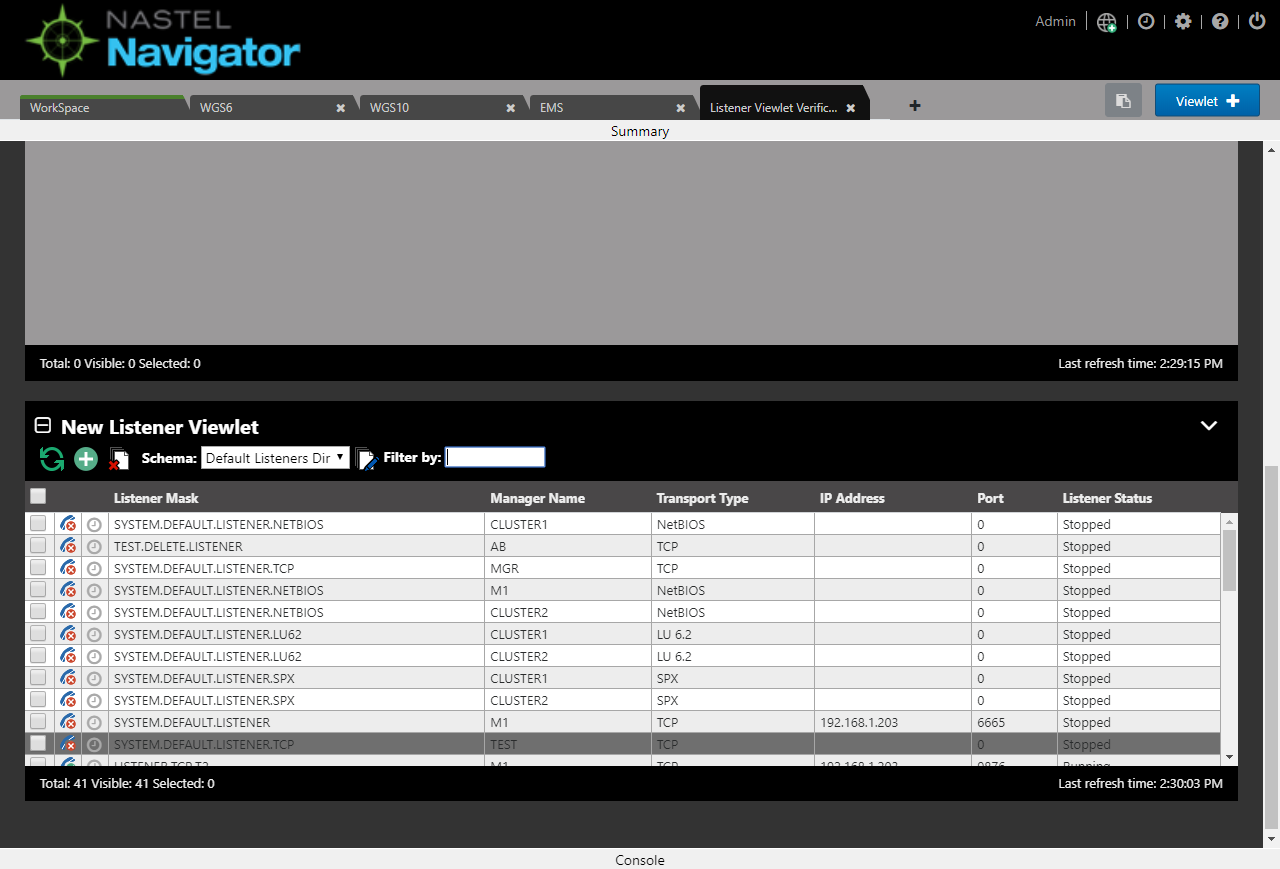 NASTEL
Navigator
Admin
WorkSpace WGS6 WGS10 EMS Listener Viewlet Verific...
Viewlet
Summary
Total: 0 Visible: 0 Selected: 0 Last refresh time: 2:29:15 PM
New Listener Viewlet
Schema: Default Listeners Dir Filter by:
Listener Mask Manager Name Transport Type IP Address Port Listener Status
SYSTEM.DEFAULT.LISTENER.NETBIOS CLUSTER1 NetBIOS 0 Stopped
TEST.DELETE.LISTENER AB TCP 0 Stopped
SYSTEM.DEFAULT.LISTENER.TCP MGR TCP 0 Stopped
SYSTEM.DEFAULT.LISTENER.NETBIOS M1 NetBIOS 0 Stopped
SYSTEM.DEFAULT.LISTENER.NETBIOS CLUSTER2 NetBIOS 0 Stopped
SYSTEM.DEFAULT.LISTENER.LU62 CLUSTER1 LU 6.2 0 Stopped
SYSTEM.DEFAULT.LISTENER.LU62 CLUSTER2 LU 6.2 0 Stopped
SYSTEM.DEFAULT.LISTENER.SPX CLUSTER1 SPX 0 Stopped
SYSTEM.DEFAULT.LISTENER.SPX CLUSTER2 SPX 0 Stopped
SYSTEM.DEFAULT.LISTENER M1 TCP 192.168.1.203 6665 Stopped
SYSTEM.DEFAULT.LISTENER.TCP TEST TCP 0 Stopped
LISTENER.TCP.T2 M1 TCP 192.168.1.203 9876 Running
Total: 41 Visible: 41 Selected: 0 Last refresh time: 2:30:03 PM
Console